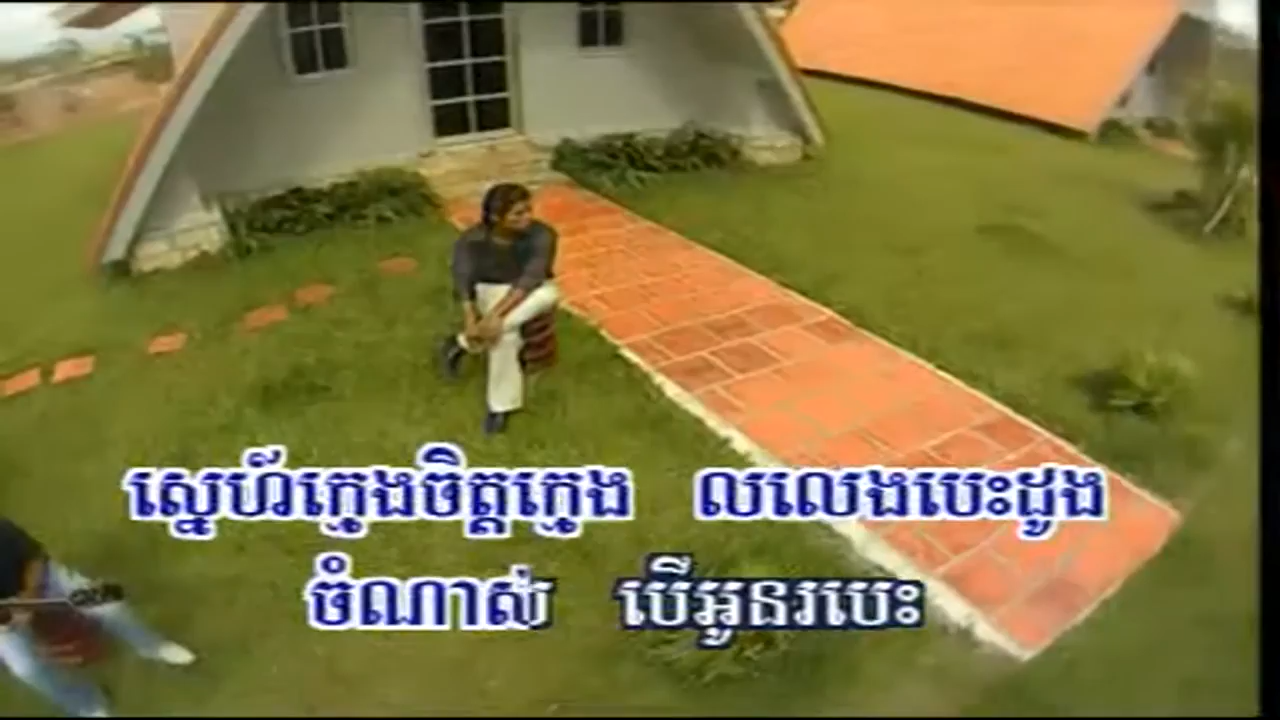 ស្នេហ៍ក្មេងចិត្តក្មេង លលេងបេះដូង
ចំណាស់ បើអូនរបេះ